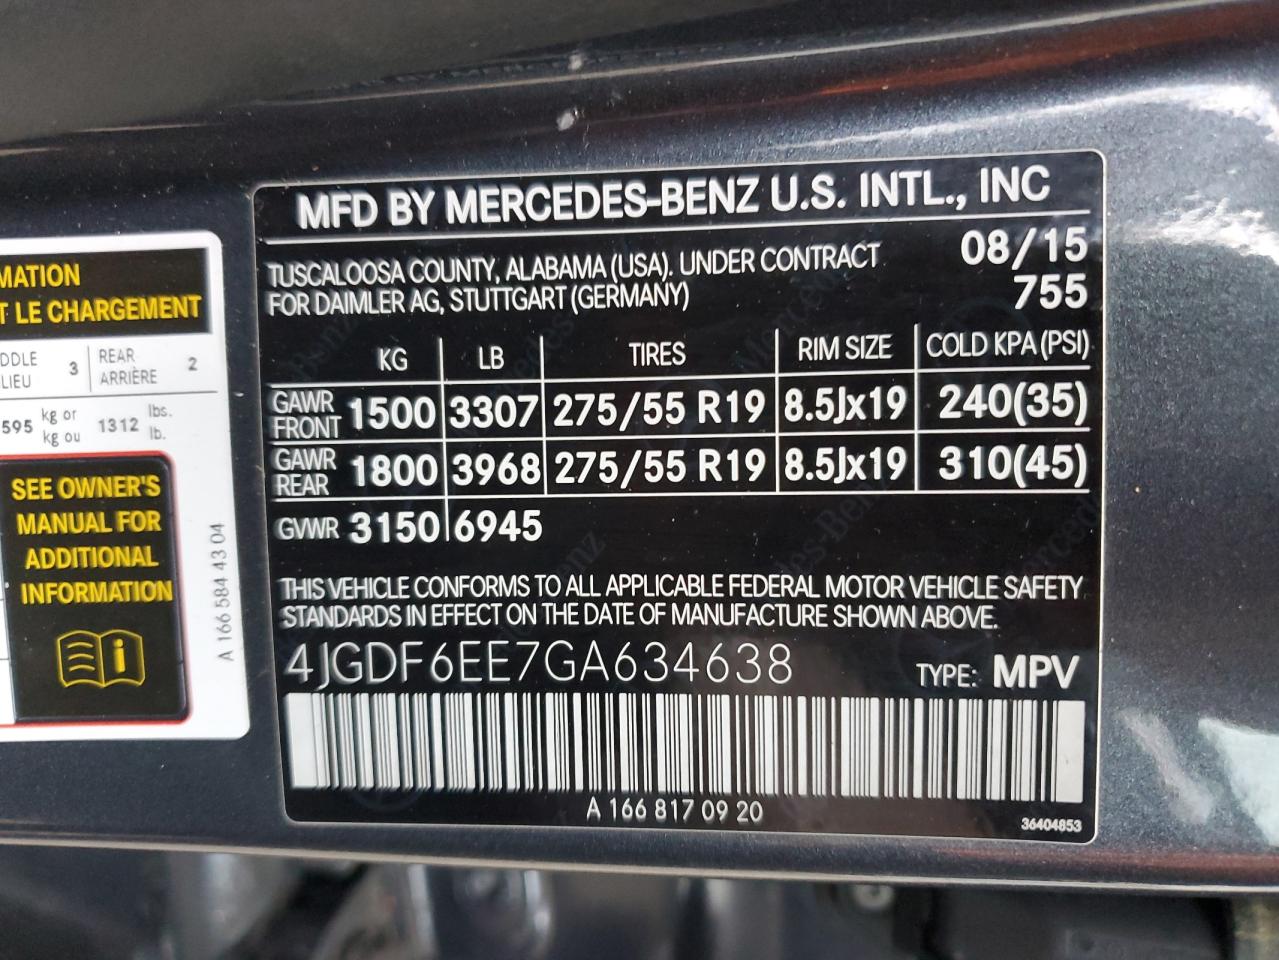 MATION
T LE CHARGEMENT
DDLE 3 REAR 2
LIEU ARRIÈRE
595 kg or 1312 lbs.
kg ou lb.
SEE OWNER'S
MANUAL FOR
ADDITIONAL
INFORMATION
A 166 584 43 04
MFD BY MERCEDES-BENZ U.S. INTL., INC
TUSCALOOSA COUNTY, ALABAMA (USA). UNDER CONTRACT 08/15
FOR DAIMLER AG, STUTTGART (GERMANY) 755
KG LB TIRES RIM SIZE COLD KPA (PSI)
GAWR FRONT 1500 3307 275/55 R19 8.5Jx19 240(35)
GAWR REAR 1800 3968 275/55 R19 8.5Jx19 310(45)
GVWR 3150 6945
THIS VEHICLE CONFORMS TO ALL APPLICABLE FEDERAL MOTOR VEHICLE SAFETY
STANDARDS IN EFFECT ON THE DATE OF MANUFACTURE SHOWN ABOVE.
4JGDF6EE7GA634638 TYPE: MPV
A 166 817 09 20
36404853